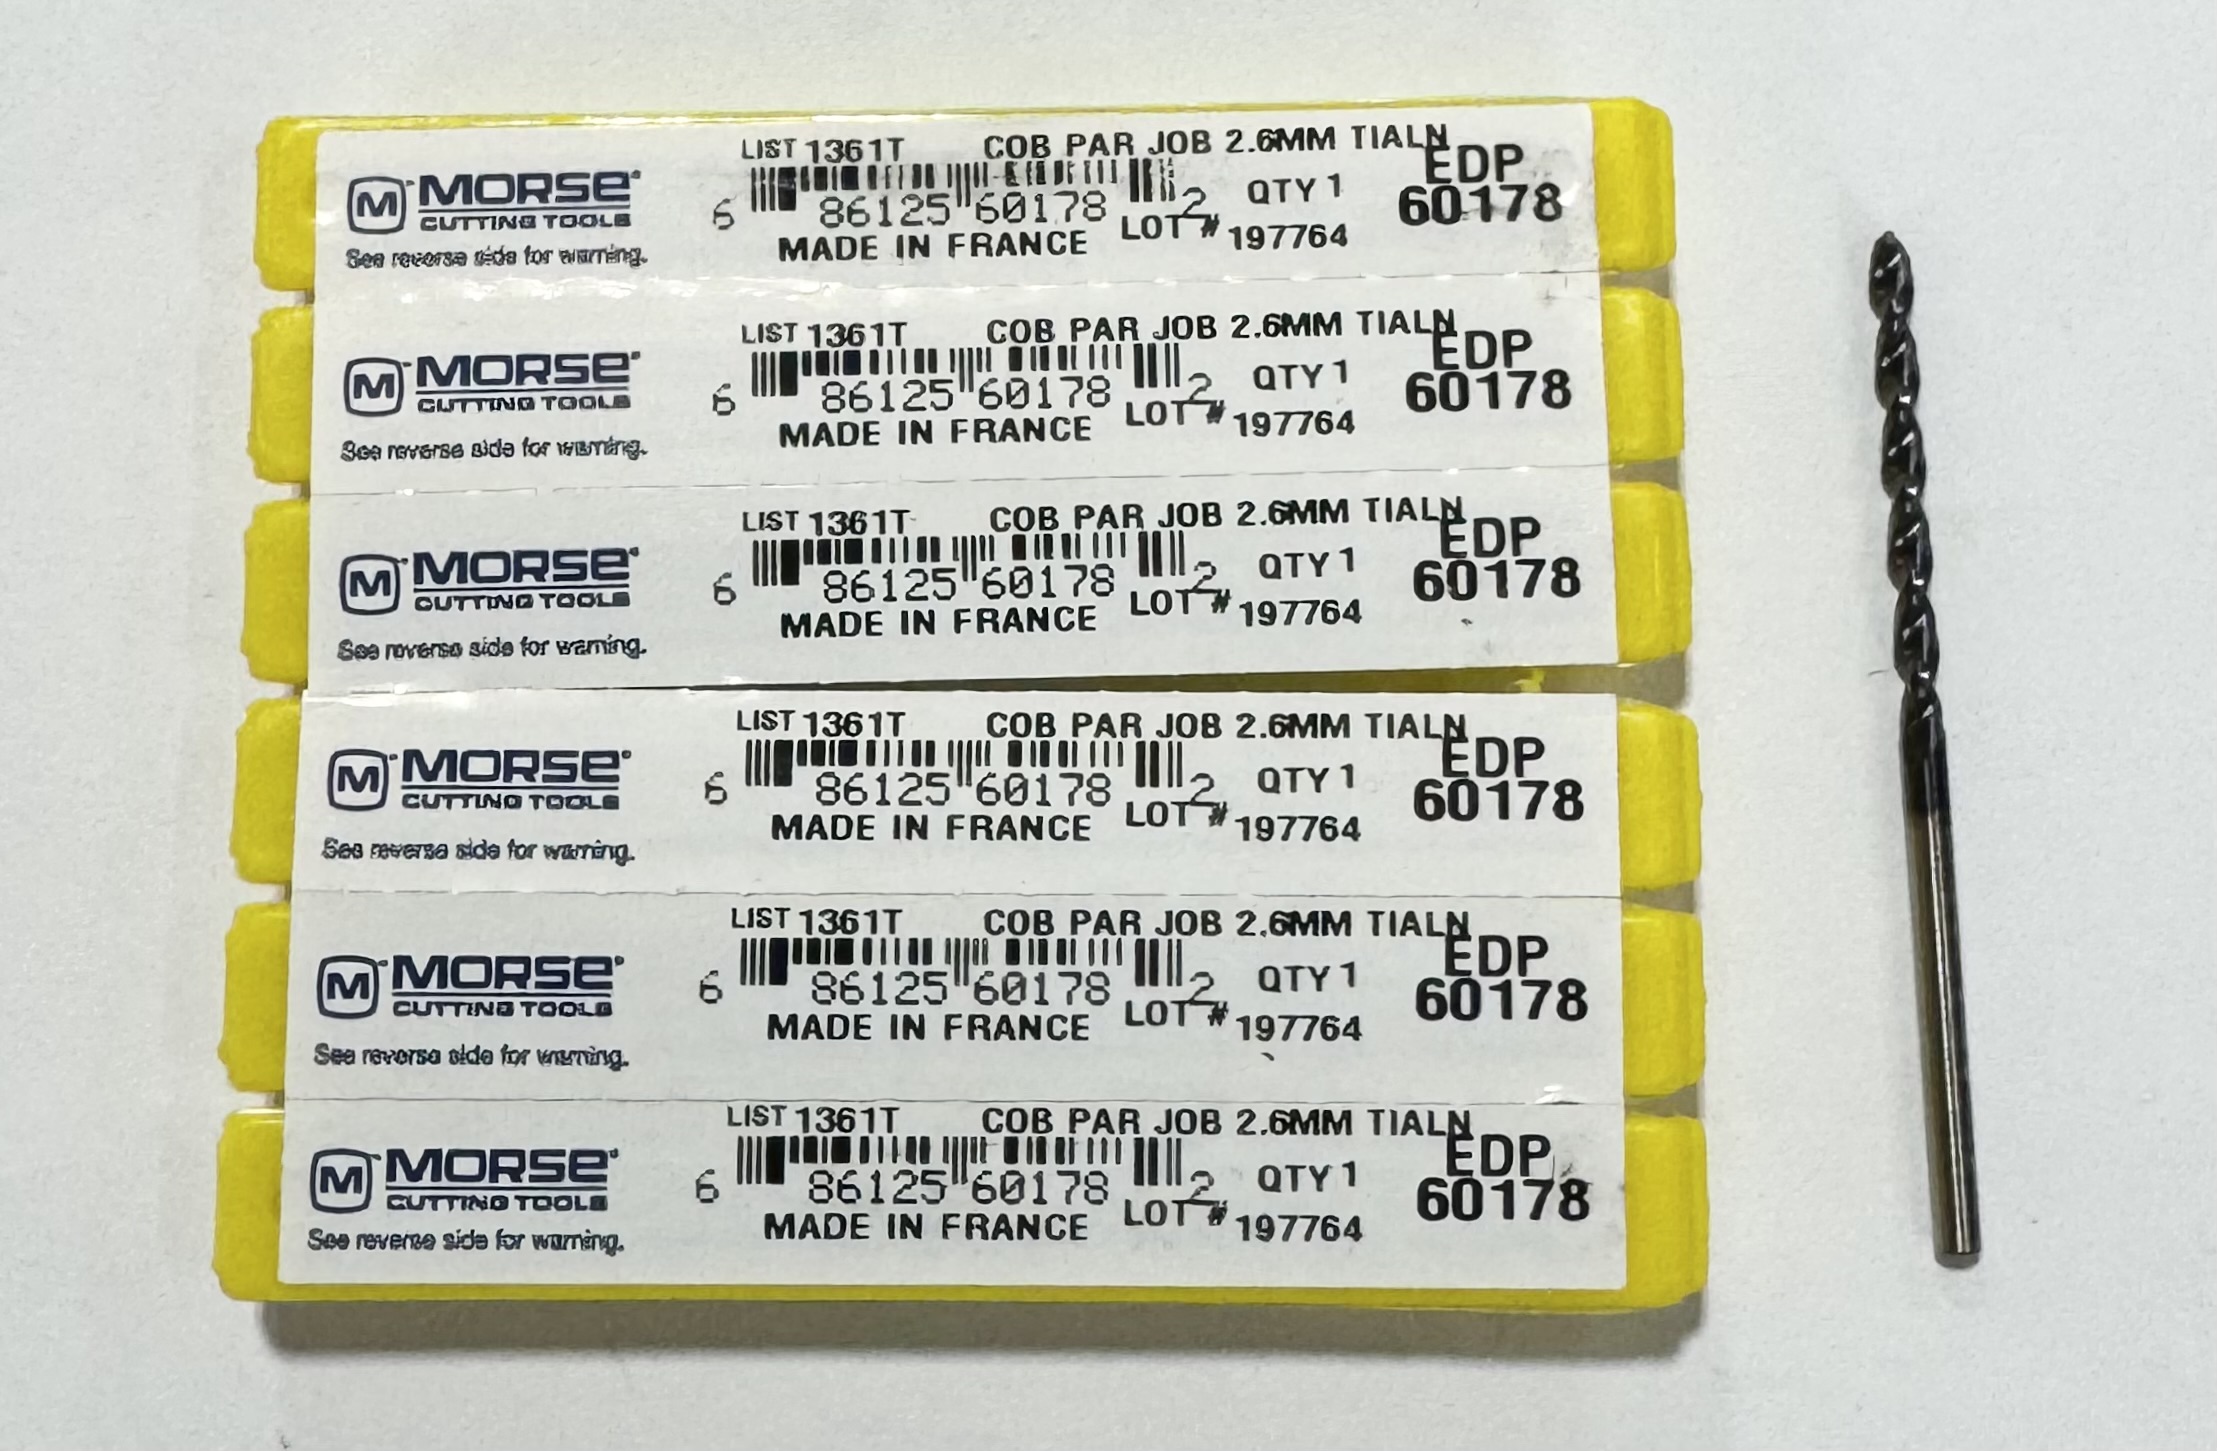 LIST 1361T COB PAR JOB 2.6MM TIALN
MORSE
CUTTING TOOLS
See reverse side for warning.
6 86125 60178 2
QTY 1
MADE IN FRANCE
LOT # 197764
EDP
60178
LIST 1361T COB PAR JOB 2.6MM TIALN
MORSE
CUTTING TOOLS
See reverse side for warning.
6 86125 60178 2
QTY 1
MADE IN FRANCE
LOT # 197764
EDP
60178
LIST 1361T COB PAR JOB 2.6MM TIALN
MORSE
CUTTING TOOLS
See reverse side for warning.
6 86125 60178 2
QTY 1
MADE IN FRANCE
LOT # 197764
EDP
60178
LIST 1361T COB PAR JOB 2.6MM TIALN
MORSE
CUTTING TOOLS
See reverse side for warning.
6 86125 60178 2
QTY 1
MADE IN FRANCE
LOT # 197764
EDP
60178
LIST 1361T COB PAR JOB 2.6MM TIALN
MORSE
CUTTING TOOLS
See reverse side for warning.
6 86125 60178 2
QTY 1
MADE IN FRANCE
LOT # 197764
EDP
60178
LIST 1361T COB PAR JOB 2.6MM TIALN
MORSE
CUTTING TOOLS
See reverse side for warning.
6 86125 60178 2
QTY 1
MADE IN FRANCE
LOT # 197764
EDP
60178